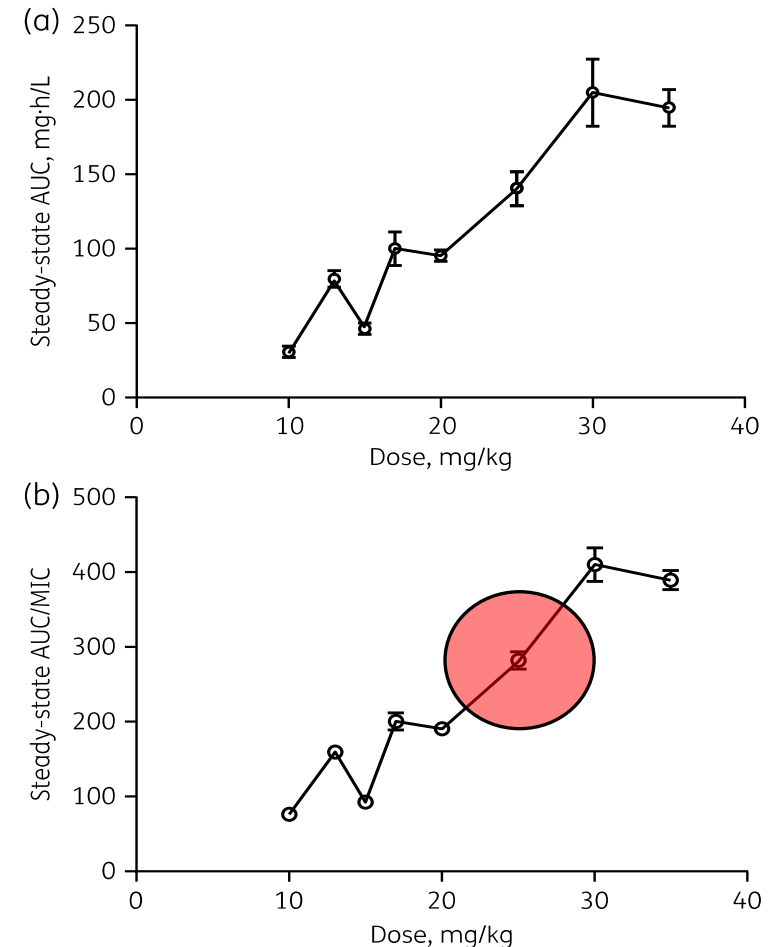 (a)
Steady-state AUC, mg·h/L
250
200
150
100
50
0
0 10 20 30 40
Dose, mg/kg
(b)
Steady-state AUC/MIC
500
400
300
200
100
0
0 10 20 30 40
Dose, mg/kg